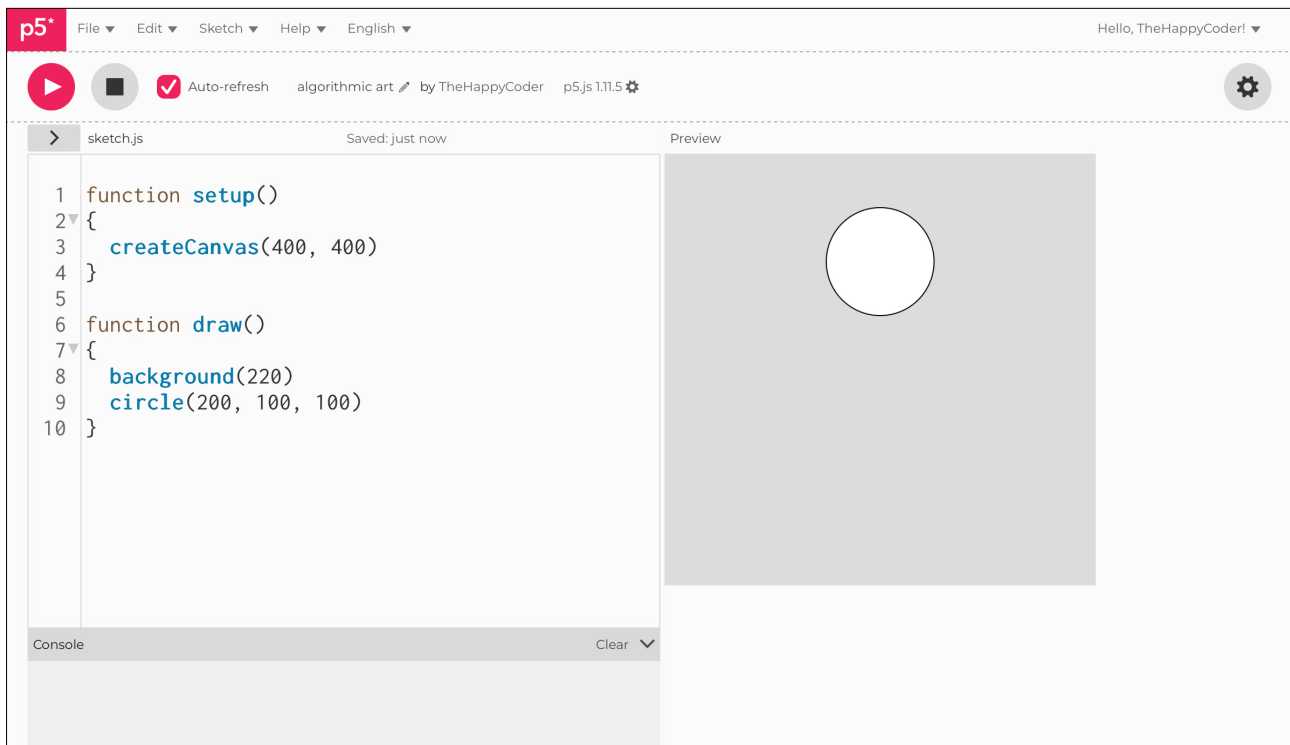 p5* File Edit Sketch Help English Hello, TheHappyCoder!
Auto-refresh algorithmic art by TheHappyCoder p5.js 1.11.5
sketch.js Saved: just now Preview
1 function setup()
2 {
3   createCanvas(400, 400)
4 }
5
6 function draw()
7 {
8   background(220)
9   circle(200, 100, 100)
10 }
Console Clear